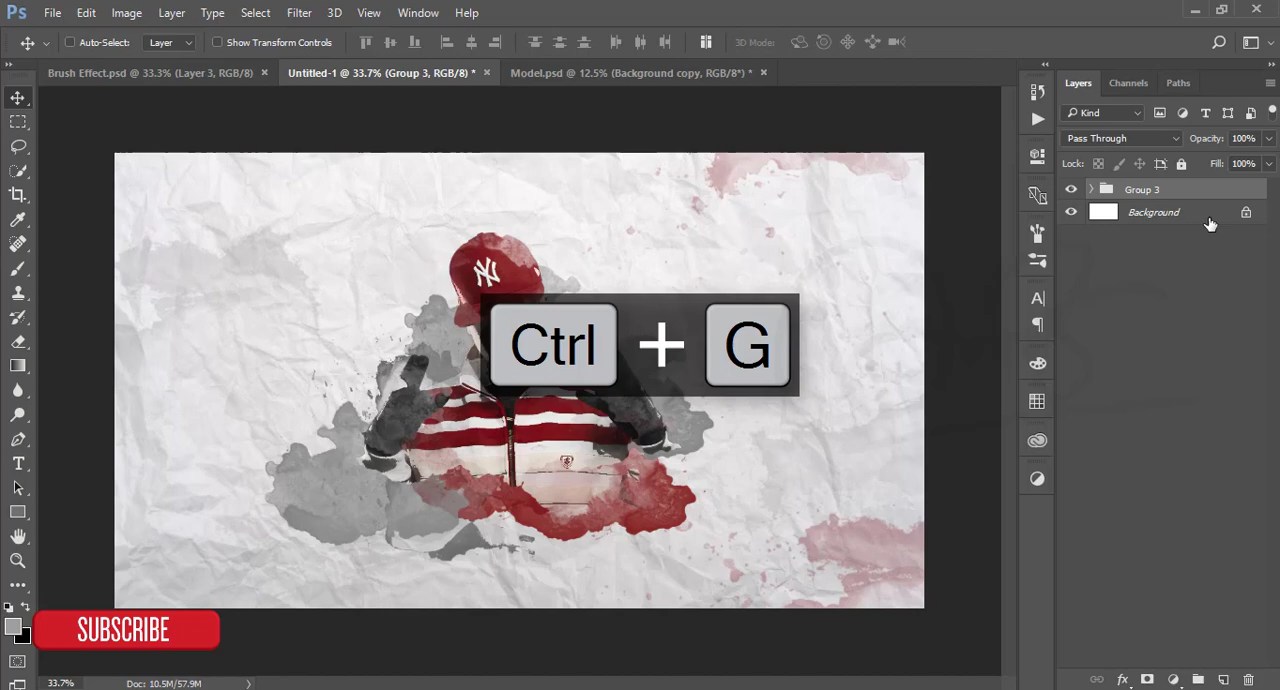 Ps File Edit Image Layer Type Select Filter 3D View Window Help
Auto-Select: Layer Show Transform Controls 3D Mode:
Brush Effect.psd @ 33.3% (Layer 3, RGB/8) × Untitled-1 @ 33.7% (Group 3, RGB/8) * × Model.psd @ 12.5% (Background copy, RGB/8*) * ×
Layers Channels Paths
Kind
Pass Through Opacity: 100%
Lock: Fill: 100%
Group 3
Background
NY
Ctrl + G
SUBSCRIBE
33.7% Doc: 10.5M/57.9M